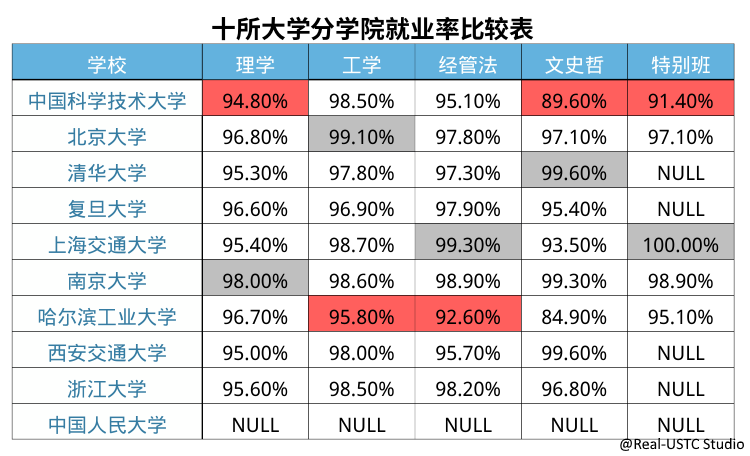 十所大学分学院就业率比较表
学校 理学 工学 经管法 文史哲 特别班
中国科学技术大学 94.80% 98.50% 95.10% 89.60% 91.40%
北京大学 96.80% 99.10% 97.80% 97.10% 97.10%
清华大学 95.30% 97.80% 97.30% 99.60% NULL
复旦大学 96.60% 96.90% 97.90% 95.40% NULL
上海交通大学 95.40% 98.70% 99.30% 93.50% 100.00%
南京大学 98.00% 98.60% 98.90% 99.30% 98.90%
哈尔滨工业大学 96.70% 95.80% 92.60% 84.90% 95.10%
西安交通大学 95.00% 98.00% 95.70% 99.60% NULL
浙江大学 95.60% 98.50% 98.20% 96.80% NULL
中国人民大学 NULL NULL NULL NULL NULL
@Real-USTC Studio